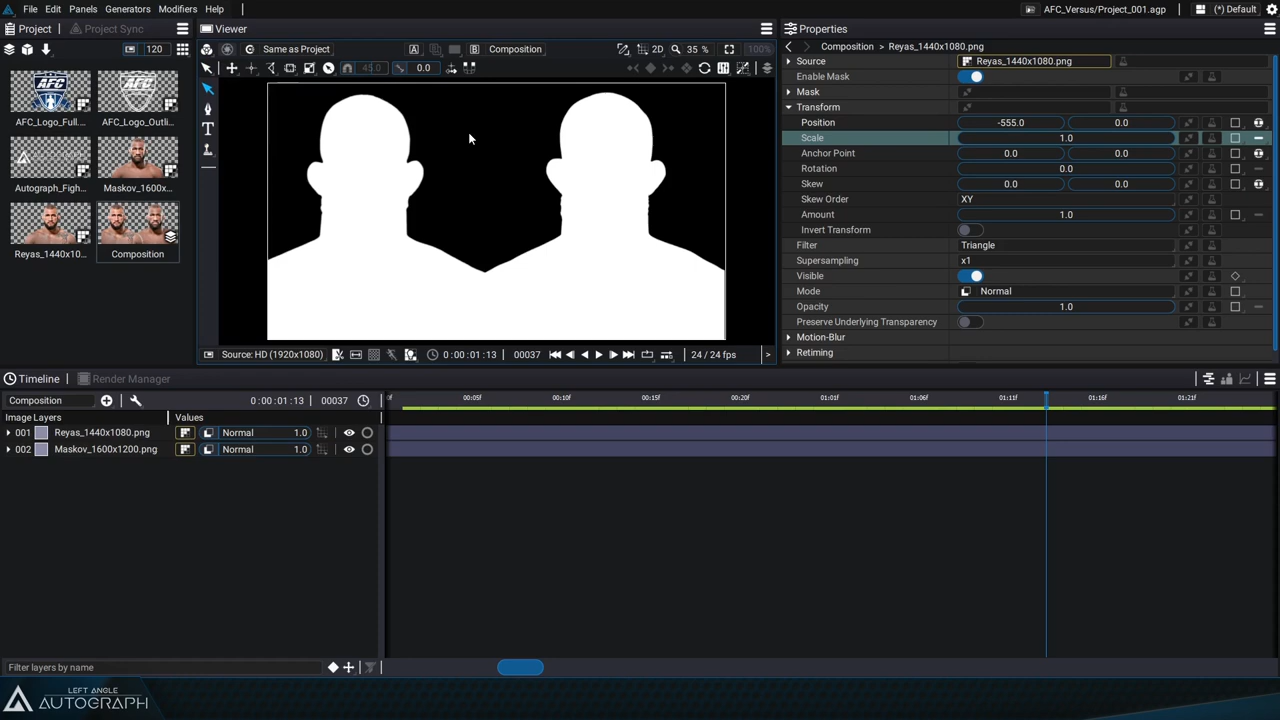 File Edit Panels Generators Modifiers Help
AFC_Versus/Project_001.agp
(*) Default
Project
Project Sync
Viewer
Properties
120
Same as Project
A
B
Composition
2D
35 %
100%
Composition > Reyas_1440x1080.png
45.0
0.0
AFC_Logo_Full...
AFC_Logo_Outli...
Autograph_Figh...
Maskov_1600x...
Reyas_1440x10...
Composition
Source
Reyas_1440x1080.png
Enable Mask
Mask
Transform
Position
-555.0
0.0
Scale
1.0
Anchor Point
0.0
0.0
Rotation
0.0
Skew
0.0
0.0
Skew Order
XY
Amount
1.0
Invert Transform
Filter
Triangle
Supersampling
x1
Visible
Mode
Normal
Opacity
1.0
Preserve Underlying Transparency
Motion-Blur
Retiming
Source: HD (1920x1080)
0:00:01:13
00037
24 / 24 fps
Timeline
Render Manager
Composition
0:00:01:13
00037
00:05f
00:10f
00:15f
00:20f
01:01f
01:06f
01:11f
01:16f
01:21f
Image Layers
Values
001 Reyas_1440x1080.png
Normal
1.0
002 Maskov_1600x1200.png
Normal
1.0
Filter layers by name
LEFT ANGLE
AUTOGRAPH